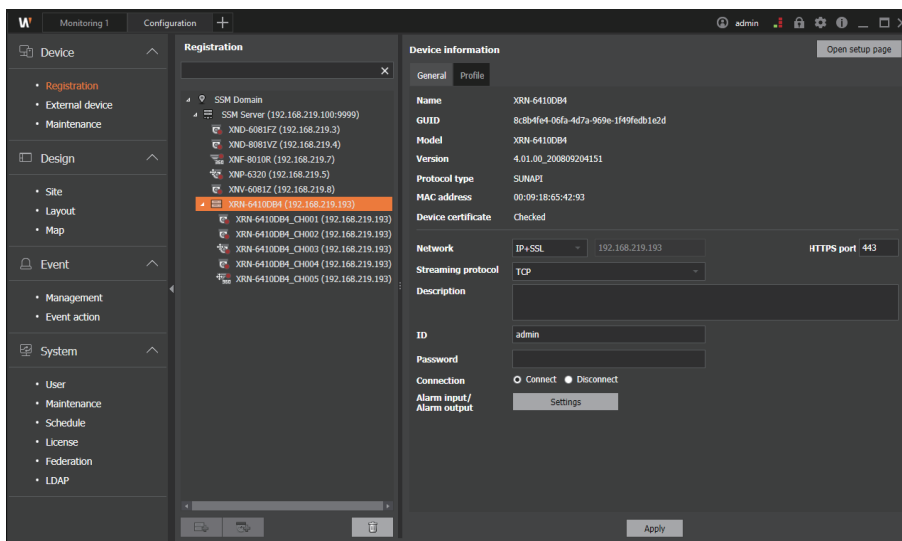 W Monitoring 1 Configuration admin
Device
Registration
External device
Maintenance
Design
Site
Layout
Map
Event
Management
Event action
System
User
Maintenance
Schedule
License
Federation
LDAP
Registration
SSM Domain
SSM Server (192.168.219.100:9999)
XND-6081FZ (192.168.219.3)
XND-8081VZ (192.168.219.4)
XNF-8010R (192.168.219.7)
XNP-6320 (192.168.219.5)
XNV-6081Z (192.168.219.8)
XRN-6410DB4 (192.168.219.193)
XRN-6410DB4_CH001 (192.168.219.193)
XRN-6410DB4_CH002 (192.168.219.193)
XRN-6410DB4_CH003 (192.168.219.193)
XRN-6410DB4_CH004 (192.168.219.193)
XRN-6410DB4_CH005 (192.168.219.193)
Device information Open setup page
General Profile
Name XRN-6410DB4
GUID 8c8b4fe4-06fa-4d7a-969e-1f49fedb1e2d
Model XRN-6410DB4
Version 4.01.00_200809204151
Protocol type SUNAPI
MAC address 00:09:18:65:42:93
Device certificate Checked
Network IP+SSL 192.168.219.193 HTTPS port 443
Streaming protocol TCP
Description
ID admin
Password
Connection Connect Disconnect
Alarm input/
Alarm output Settings
Apply